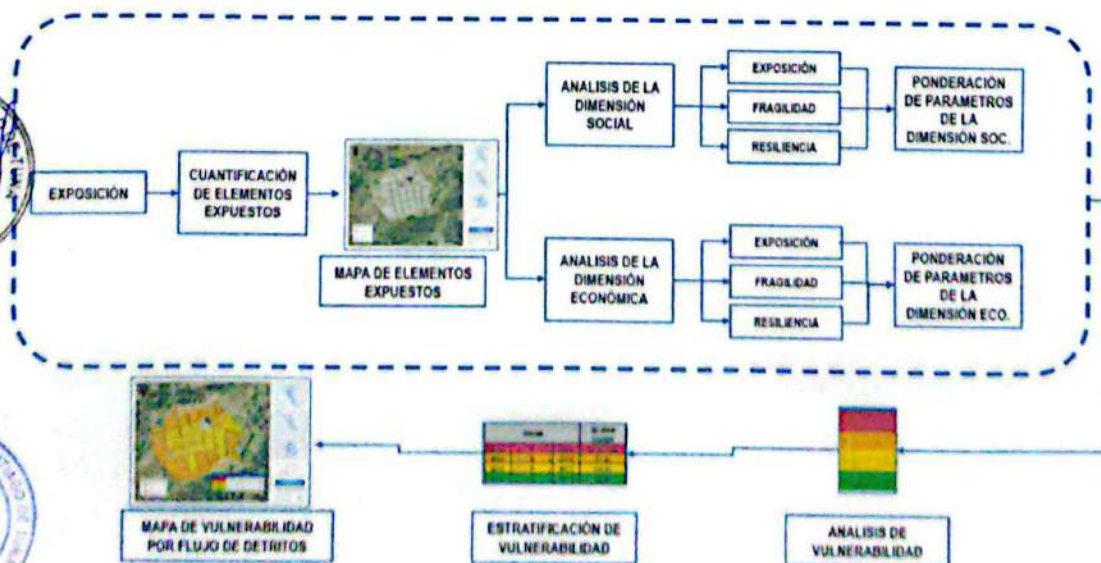 EXPOSICIÓN
CUANTIFICACIÓN
DE ELEMENTOS
EXPUESTOS
MAPA DE ELEMENTOS
EXPUESTOS
ANALISIS DE LA
DIMENSIÓN
SOCIAL
EXPOSICIÓN
FRAGILIDAD
RESILIENCIA
PONDERACIÓN
DE PARAMETROS
DE LA
DIMENSIÓN SOC.
ANALISIS DE LA
DIMENSIÓN
ECONÓMICA
EXPOSICIÓN
FRAGILIDAD
RESILIENCIA
PONDERACIÓN
DE PARAMETROS
DE LA
DIMENSIÓN ECO.
MAPA DE VULNERABILIDAD
POR FLUJO DE DETRITOS
ESTRATIFICACIÓN DE
VULNERABILIDAD
ANALISIS DE
VULNERABILIDAD